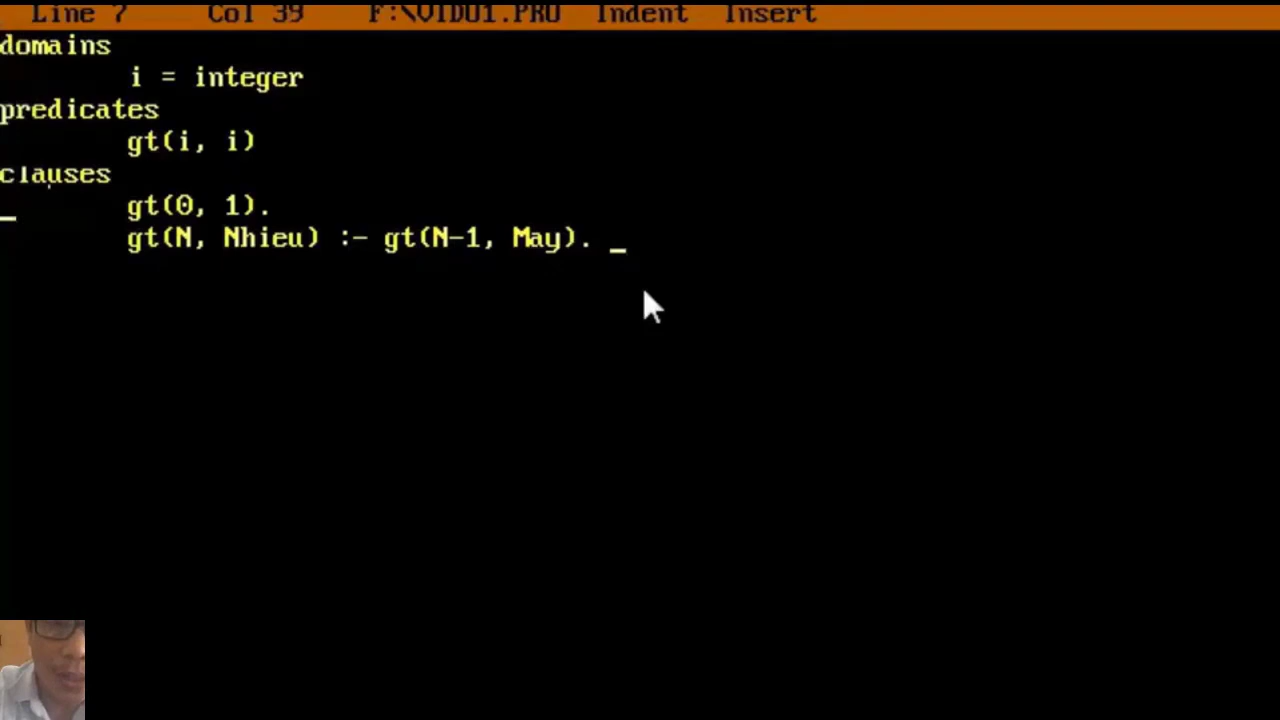 Line 7 Col 39 F:\VIDU1.PRO Indent Insert
domains
i = integer
predicates
gt(i, i)
clauses
gt(0, 1).
gt(N, Nhieu) :- gt(N-1, May). _